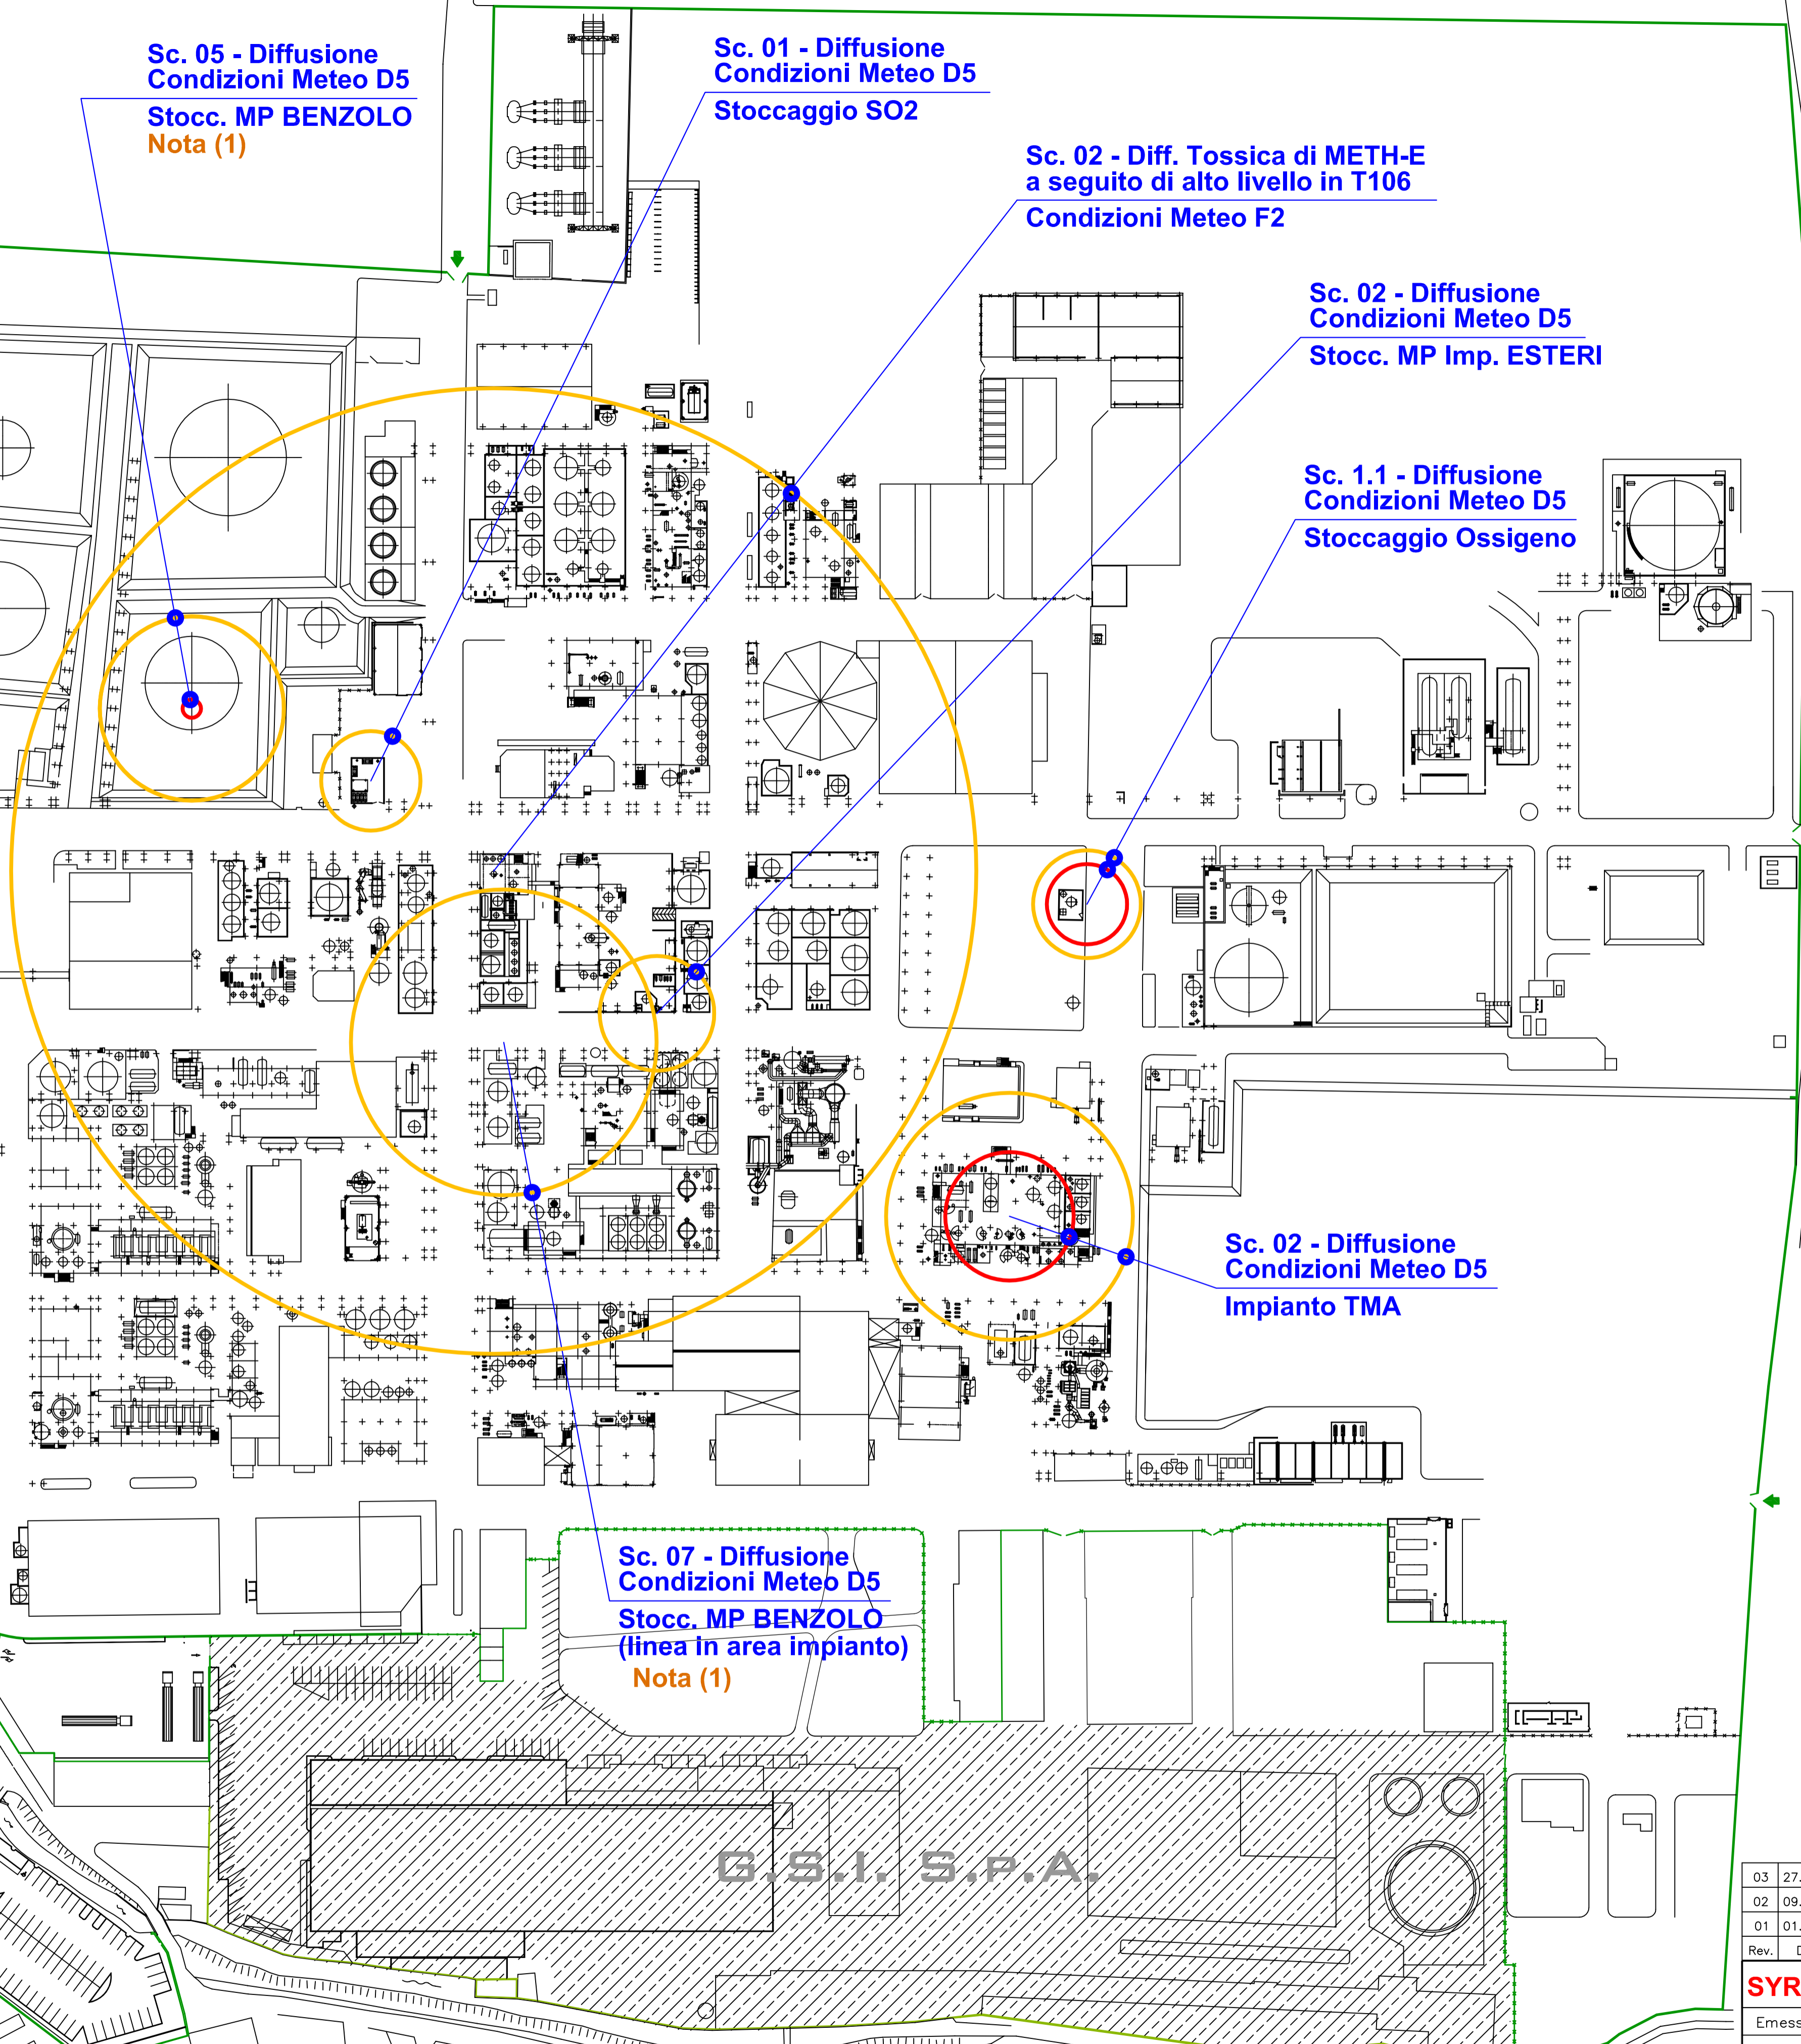 Sc. 05 - Diffusione
Condizioni Meteo D5
Stocc. MP BENZOLO
Nota (1)
Sc. 01 - Diffusione
Condizioni Meteo D5
Stoccaggio SO2
Sc. 02 - Diff. Tossica di METH-E
a seguito di alto livello in T106
Condizioni Meteo F2
Sc. 02 - Diffusione
Condizioni Meteo D5
Stocc. MP Imp. ESTERI
Sc. 1.1 - Diffusione
Condizioni Meteo D5
Stoccaggio Ossigeno
Sc. 02 - Diffusione
Condizioni Meteo D5
Impianto TMA
Sc. 07 - Diffusione
Condizioni Meteo D5
Stocc. MP BENZOLO
(linea in area impianto)
Nota (1)
G.S.I. S.P.A.
03 27.
02 09.
01 01.
Rev. D
SYR
Emess